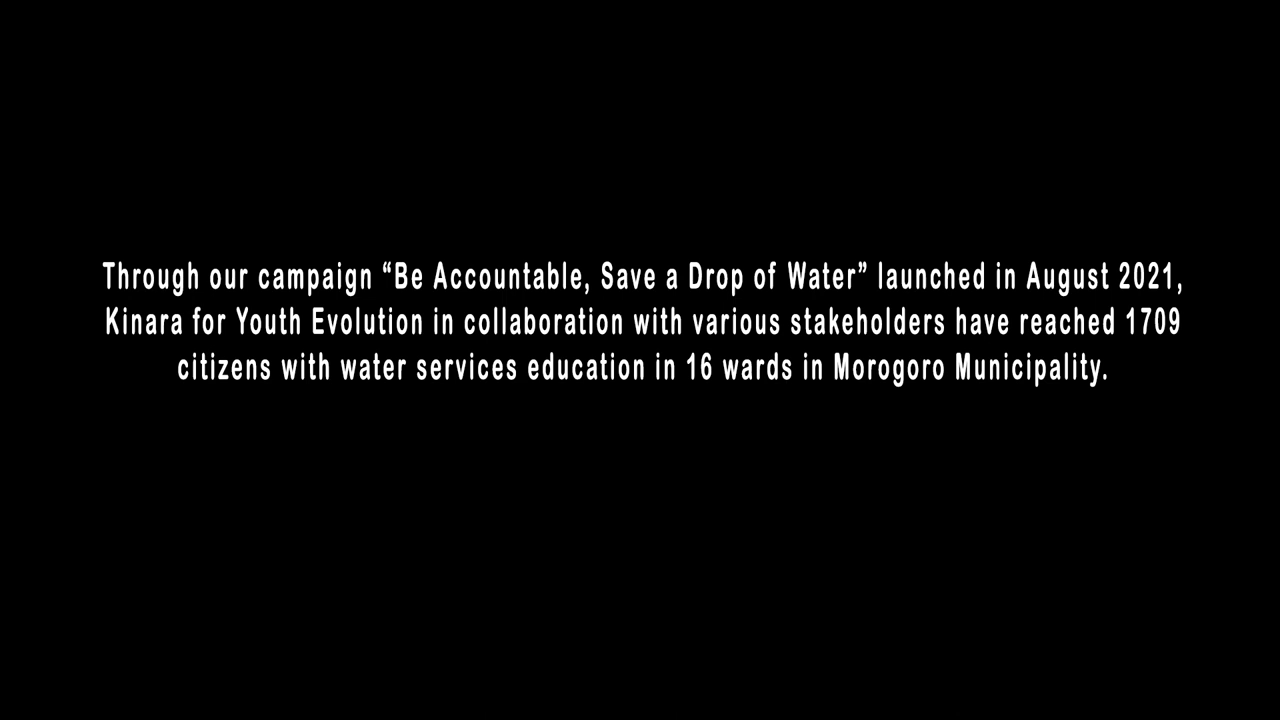 Through our campaign “Be Accountable, Save a Drop of Water” launched in August 2021,
Kinara for Youth Evolution in collaboration with various stakeholders have reached 1709
citizens with water services education in 16 wards in Morogoro Municipality.